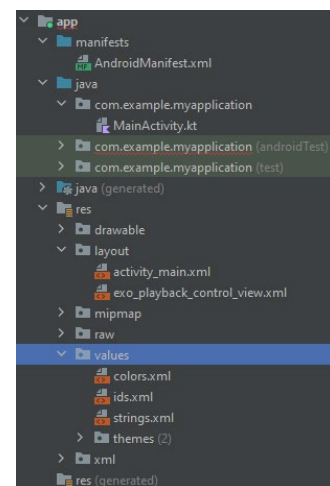 app
manifests
AndroidManifest.xml
java
com.example.myapplication
MainActivity.kt
com.example.myapplication (androidTest)
com.example.myapplication (test)
java (generated)
res
drawable
layout
activity_main.xml
exo_playback_control_view.xml
mipmap
raw
values
colors.xml
ids.xml
strings.xml
themes (2)
xml
res (generated)